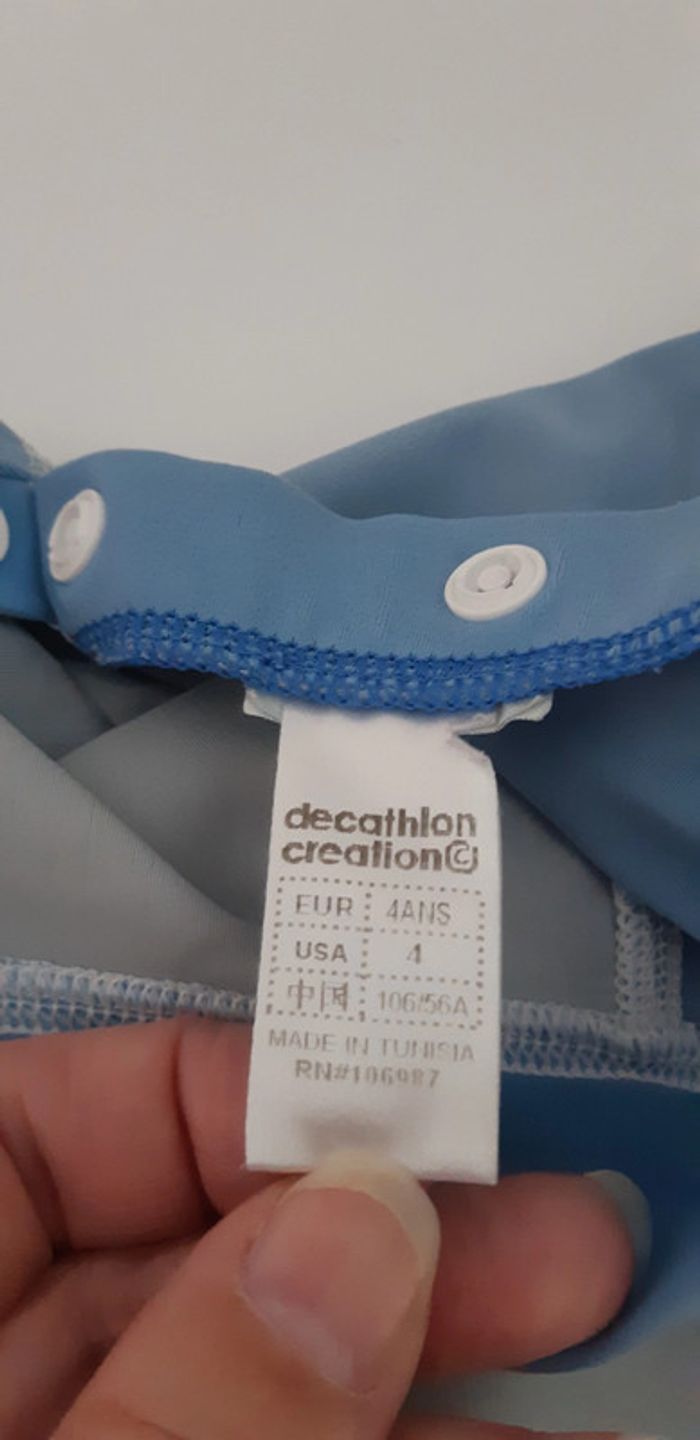 decathlon
creation©
EUR 4ANS
USA 4
中国 106/56A
MADE IN TUNISIA
RN#106987